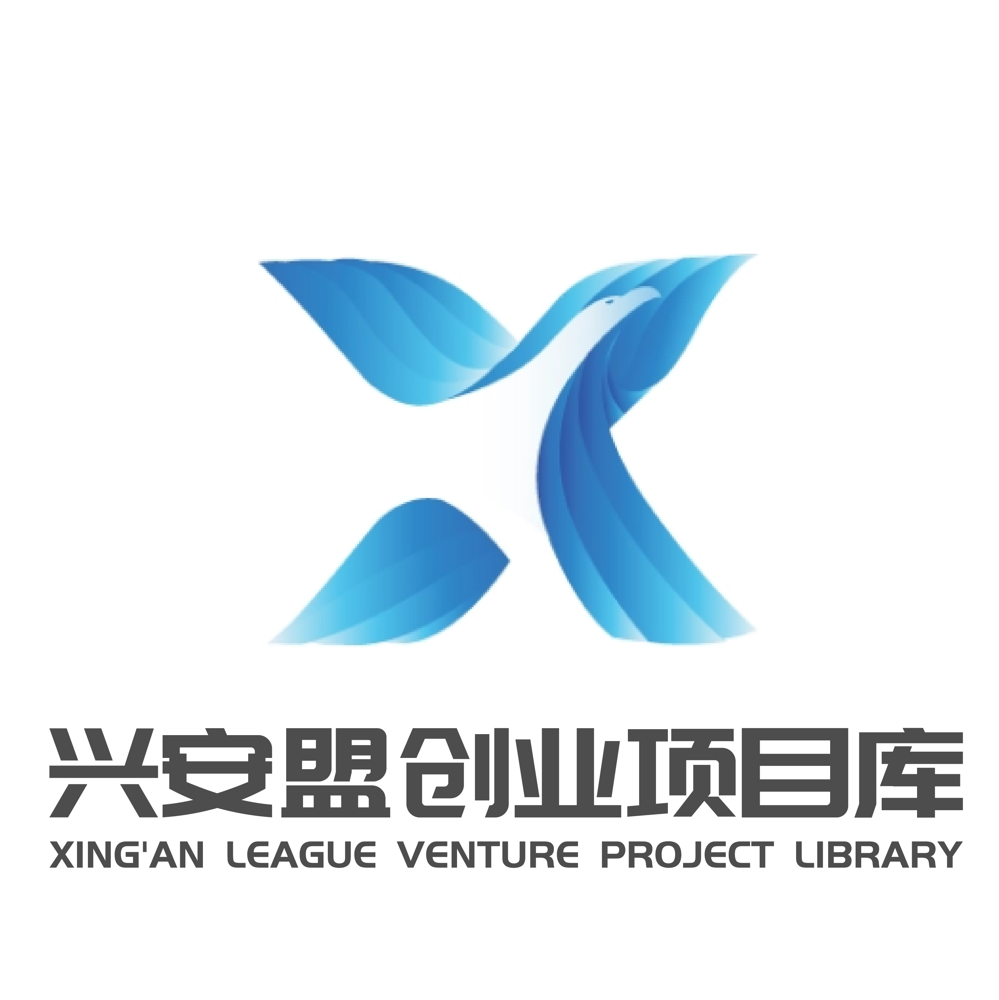 兴安盟创业项目库
XING'AN LEAGUE VENTURE PROJECT LIBRARY